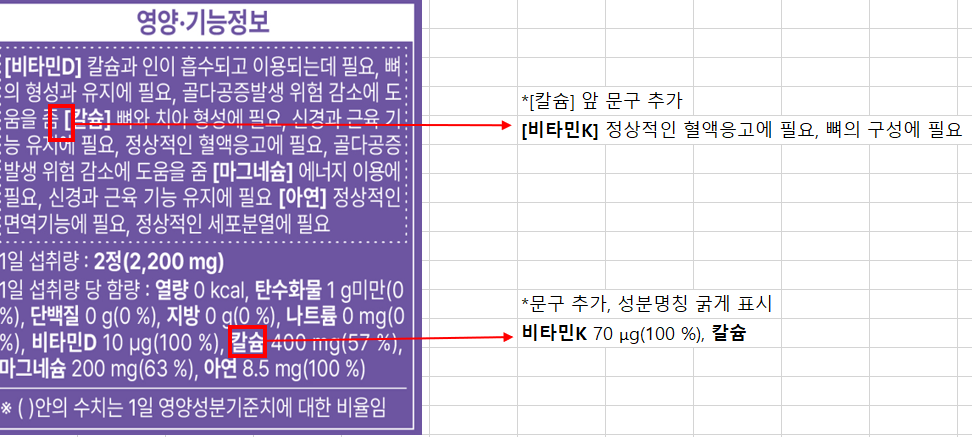 영양·기능정보
[비타민D] 칼슘과 인이 흡수되고 이용되는데 필요, 뼈
의 형성과 유지에 필요, 골다공증발생 위험 감소에 도
움을 줌 [칼슘] 뼈와 치아 형성에 필요, 신경과 근육 기
능 유지에 필요, 정상적인 혈액응고에 필요, 골다공증
발생 위험 감소에 도움을 줌 [마그네슘] 에너지 이용에
필요, 신경과 근육 기능 유지에 필요 [아연] 정상적인
면역기능에 필요, 정상적인 세포분열에 필요
1일 섭취량 : 2정(2,200 mg)
1일 섭취량 당 함량 : 열량 0 kcal, 탄수화물 1 g미만(0
%), 단백질 0 g(0 %), 지방 0 g(0 %), 나트륨 0 mg(0
%), 비타민D 10 µg(100 %), 칼슘 400 mg(57 %),
마그네슘 200 mg(63 %), 아연 8.5 mg(100 %)
※ ( )안의 수치는 1일 영양성분기준치에 대한 비율임
*[칼슘] 앞 문구 추가
[비타민K] 정상적인 혈액응고에 필요, 뼈의 구성에 필요
*문구 추가, 성분명칭 굵게 표시
비타민K 70 µg(100 %), 칼슘